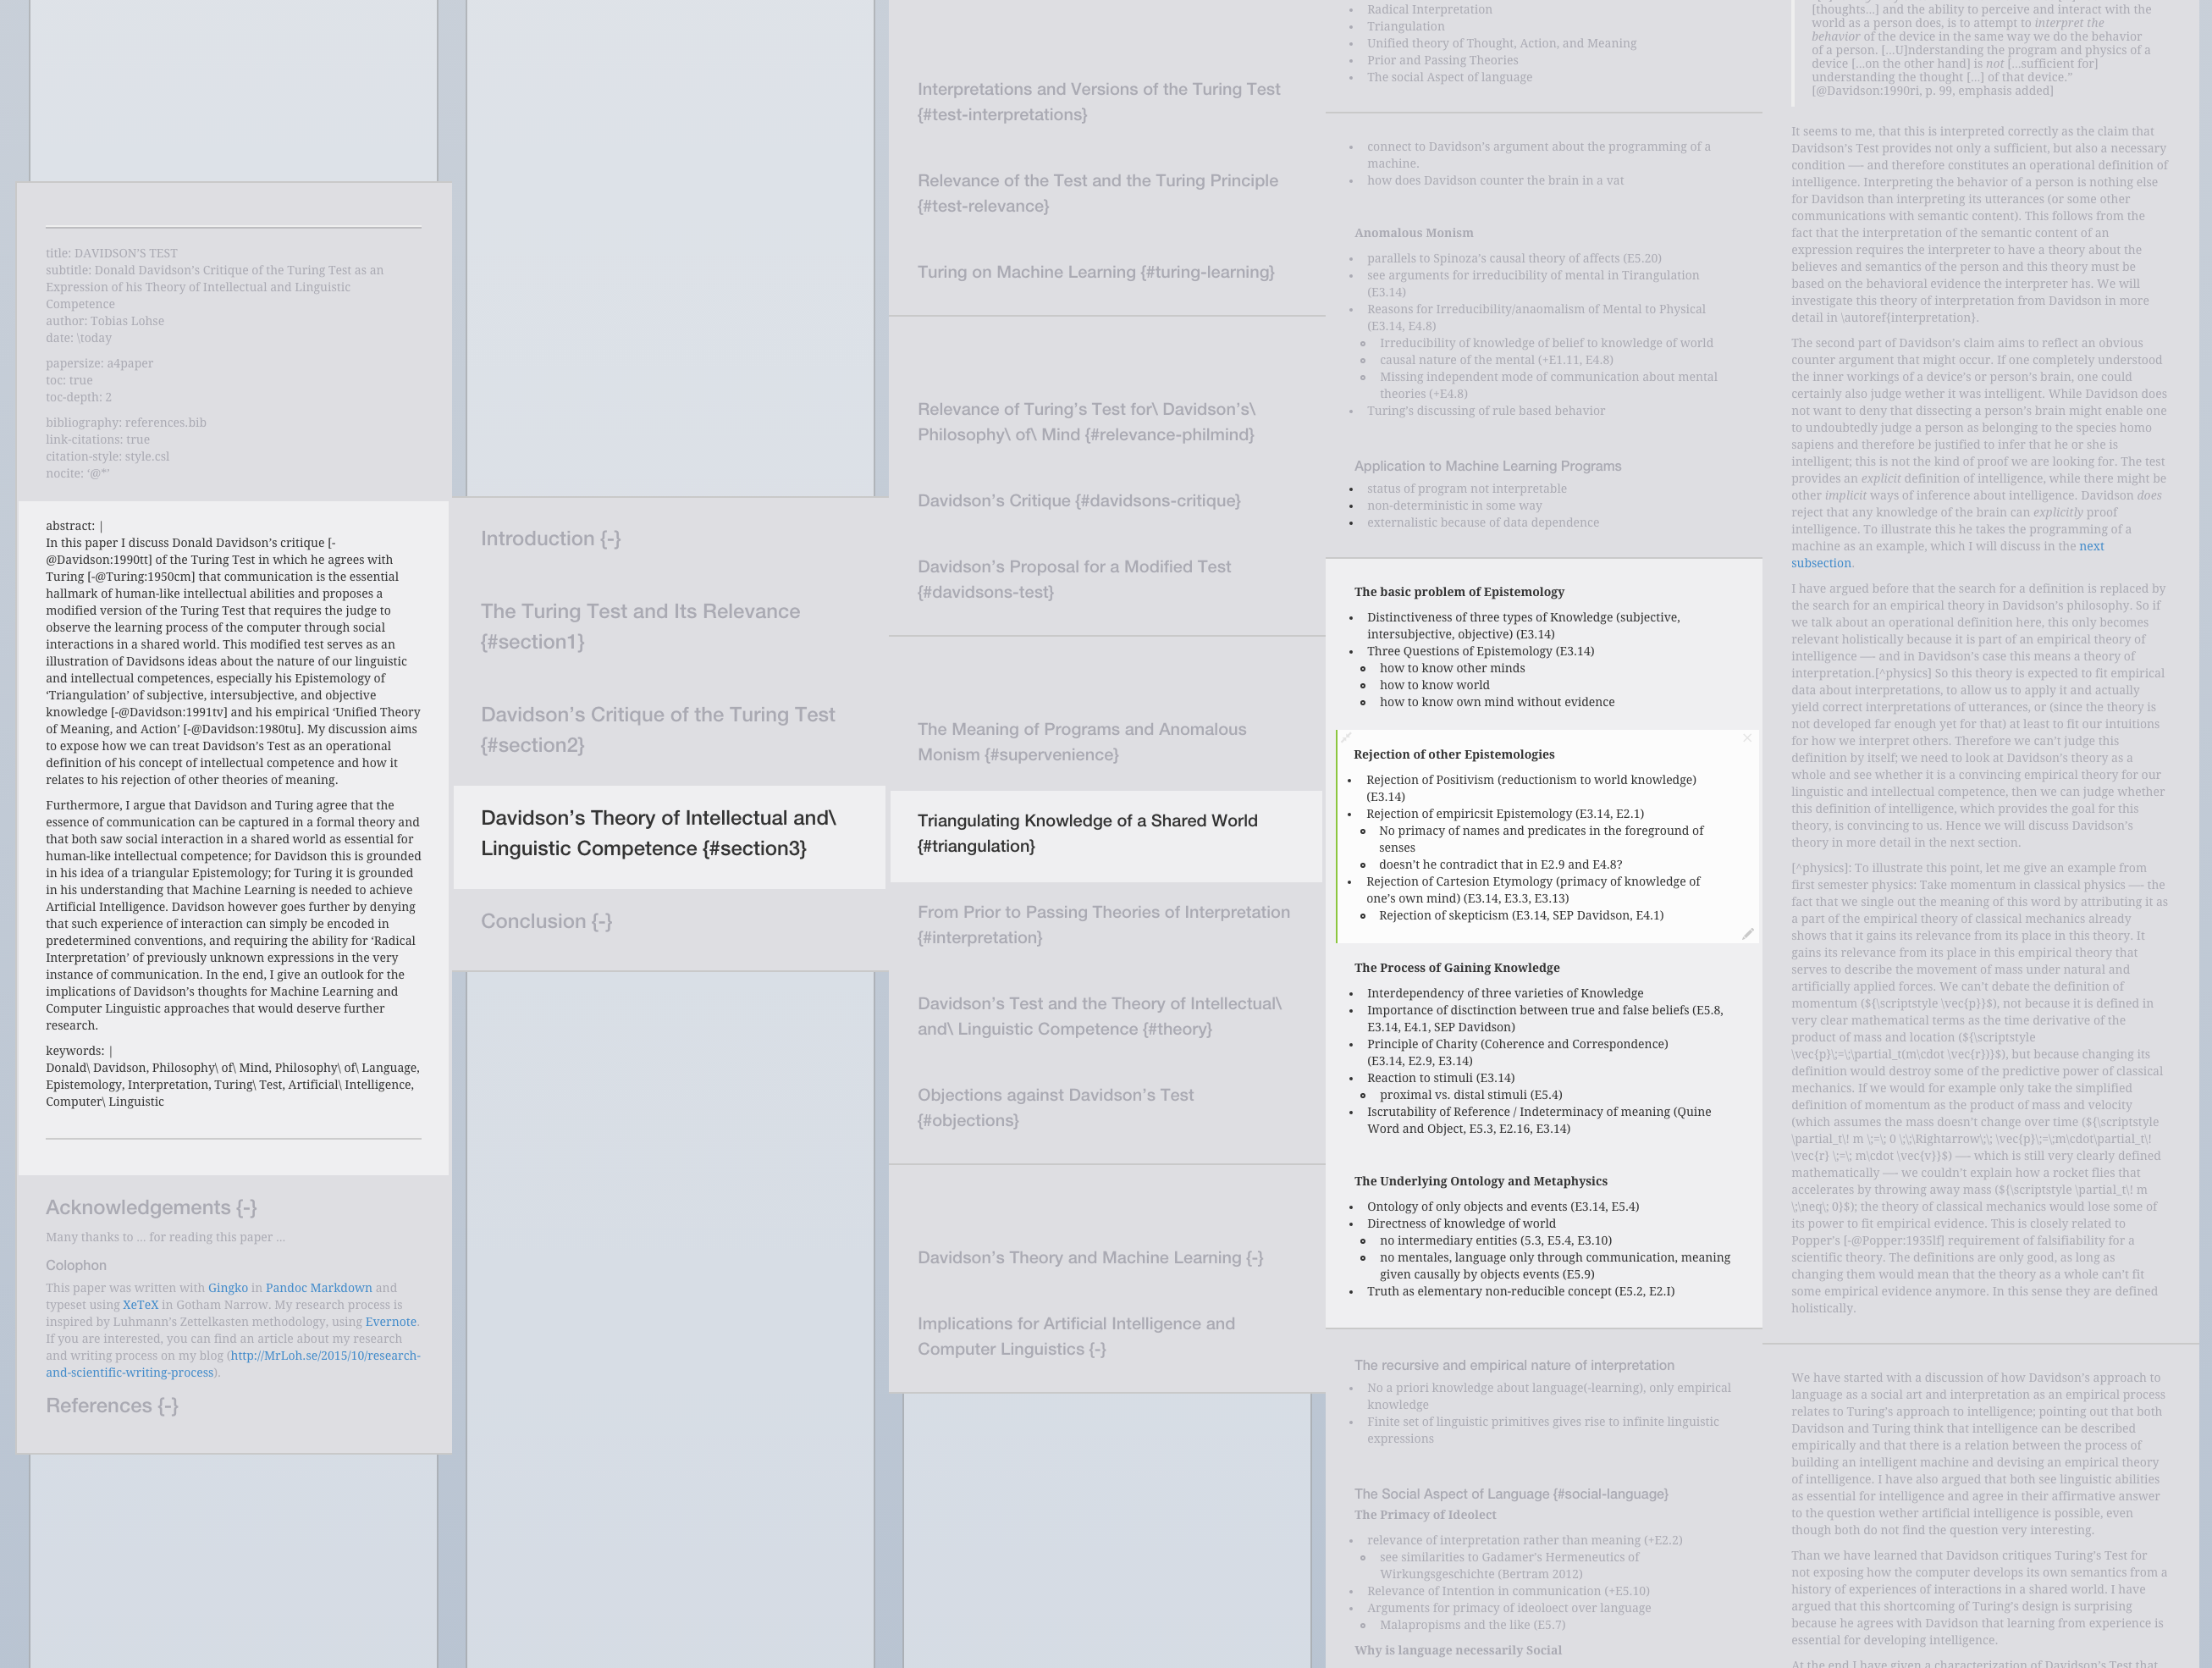 title: DAVIDSON'S TEST
subtitle: Donald Davidson's Critique of the Turing Test as an
Expression of his Theory of Intellectual and Linguistic
Competence
author: Tobias Lohse
date: \today
papersize: a4paper
toc: true
toc-depth: 2
bibliography: references.bib
link-citations: true
citation-style: style.csl
nocite: '@*'
abstract: |
In this paper I discuss Donald Davidson's critique [-
@Davidson:1990tt] of the Turing Test in which he agrees with
Turing [-@Turing:1950cm] that communication is the essential
hallmark of human-like intellectual abilities and proposes a
modified version of the Turing Test that requires the judge to
observe the learning process of the computer through social
interactions in a shared world. This modified test serves as an
illustration of Davidsons ideas about the nature of our linguistic
and intellectual competences, especially his Epistemology of
'Triangulation' of subjective, intersubjective, and objective
knowledge [-@Davidson:1991tv] and his empirical 'Unified Theory
of Meaning, and Action' [-@Davidson:1980tu]. My discussion aims
to expose how we can treat Davidson's Test as an operational
definition of his concept of intellectual competence and how it
relates to his rejection of other theories of meaning.
Furthermore, I argue that Davidson and Turing agree that the
essence of communication can be captured in a formal theory and
that both saw social interaction in a shared world as essential for
human-like intellectual competence; for Davidson this is grounded
in his idea of a triangular Epistemology; for Turing it is grounded
in his understanding that Machine Learning is needed to achieve
Artificial Intelligence. Davidson however goes further by denying
that such experience of interaction can simply be encoded in
predetermined conventions, and requiring the ability for 'Radical
Interpretation' of previously unknown expressions in the very
instance of communication. In the end, I give an outlook for the
implications of Davidson's thoughts for Machine Learning and
Computer Linguistic approaches that would deserve further
research.
keywords: |
Donald\ Davidson, Philosophy\ of\ Mind, Philosophy\ of\ Language,
Epistemology, Interpretation, Turing\ Test, Artificial\ Intelligence,
Computer\ Linguistic
Acknowledgements {-}
Many thanks to ... for reading this paper ...
Colophon
This paper was written with Gingko in Pandoc Markdown and
typeset using XeTeX in Gotham Narrow. My research process is
inspired by Luhmann's Zettelkasten methodology, using Evernote.
If you are interested, you can find an article about my research
and writing process on my blog (http://MrLoh.se/2015/10/research-
and-scientific-writing-process).
References {-}
Introduction {-}
The Turing Test and Its Relevance
{#section1}
Davidson's Critique of the Turing Test
{#section2}
Davidson's Theory of Intellectual and\
Linguistic Competence {#section3}
Conclusion {-}
Interpretations and Versions of the Turing Test
{#test-interpretations}
Relevance of the Test and the Turing Principle
{#test-relevance}
Turing on Machine Learning {#turing-learning}
Relevance of Turing's Test for\ Davidson's\
Philosophy\ of\ Mind {#relevance-philmind}
Davidson's Critique {#davidsons-critique}
Davidson's Proposal for a Modified Test
{#davidsons-test}
The Meaning of Programs and Anomalous
Monism {#supervenience}
Triangulating Knowledge of a Shared World
{#triangulation}
From Prior to Passing Theories of Interpretation
{#interpretation}
Davidson's Test and the Theory of Intellectual\
and\ Linguistic Competence {#theory}
Objections against Davidson's Test
{#objections}
Davidson's Theory and Machine Learning {-}
Implications for Artificial Intelligence and
Computer Linguistics {-}
• Radical Interpretation
• Triangulation
• Unified theory of Thought, Action, and Meaning
• Prior and Passing Theories
• The social Aspect of language
• connect to Davidson's argument about the programming of a
machine.
• how does Davidson counter the brain in a vat
Anomalous Monism
• parallels to Spinoza's causal theory of affects (E5.20)
• see arguments for irreducibility of mental in Tirangulation
(E3.14)
• Reasons for Irreducibility/anaomalism of Mental to Physical
(E3.14, E4.8)
Irreducibility of knowledge of belief to knowledge of world
causal nature of the mental (+E1.11, E4.8)
Missing independent mode of communication about mental
theories (+E4.8)
• Turing's discussing of rule based behavior
Application to Machine Learning Programs
• status of program not interpretable
• non-deterministic in some way
• externalistic because of data dependence
The basic problem of Epistemology
• Distinctiveness of three types of Knowledge (subjective,
intersubjective, objective) (E3.14)
• Three Questions of Epistemology (E3.14)
how to know other minds
how to know world
how to know own mind without evidence
Rejection of other Epistemologies
• Rejection of Positivism (reductionism to world knowledge)
(E3.14)
• Rejection of empiricsit Epistemology (E3.14, E2.1)
No primacy of names and predicates in the foreground of
senses
doesn't he contradict that in E2.9 and E4.8?
• Rejection of Cartesion Etymology (primacy of knowledge of
one's own mind) (E3.14, E3.3, E3.13)
Rejection of skepticism (E3.14, SEP Davidson, E4.1)
The Process of Gaining Knowledge
• Interdependency of three varieties of Knowledge
• Importance of disctinction between true and false beliefs (E5.8,
E3.14, E4.1, SEP Davidson)
• Principle of Charity (Coherence and Correspondence)
(E3.14, E2.9, E3.14)
• Reaction to stimuli (E3.14)
proximal vs. distal stimuli (E5.4)
• Iscrutability of Reference / Indeterminacy of meaning (Quine
Word and Object, E5.3, E2.16, E3.14)
The Underlying Ontology and Metaphysics
• Ontology of only objects and events (E3.14, E5.4)
• Directness of knowledge of world
no intermediary entities (5.3, E5.4, E3.10)
no mentales, language only through communication, meaning
given causally by objects events (E5.9)
• Truth as elementary non-reducible concept (E5.2, E2.I)
The recursive and empirical nature of interpretation
• No a priori knowledge about language(-learning), only empirical
knowledge
• Finite set of linguistic primitives gives rise to infinite linguistic
expressions
The Social Aspect of Language {#social-language}
The Primacy of Ideolect
• relevance of interpretation rather than meaning (+E2.2)
see similarities to Gadamer's Hermeneutics of
Wirkungsgeschichte (Bertram 2012)
• Relevance of Intention in communication (+E5.10)
• Arguments for primacy of ideoloect over language
Malapropisms and the like (E5.7)
Why is language necessarily Social
[thoughts...] and the ability to perceive and interact with the
world as a person does, is to attempt to interpret the
behavior of the device in the same way we do the behavior
of a person. [...U]nderstanding the program and physics of a
device [...on the other hand] is not [...sufficient for]
understanding the thought [...] of that device."
[@Davidson:1990ri, p. 99, emphasis added]
It seems to me, that this is interpreted correctly as the claim that
Davidson's Test provides not only a sufficient, but also a necessary
condition –– and therefore constitutes an operational definition of
intelligence. Interpreting the behavior of a person is nothing else
for Davidson than interpreting its utterances (or some other
communications with semantic content). This follows from the
fact that the interpretation of the semantic content of an
expression requires the interpreter to have a theory about the
believes and semantics of the person and this theory must be
based on the behavioral evidence the interpreter has. We will
investigate this theory of interpretation from Davidson in more
detail in \autoref{interpretation}.
The second part of Davidson's claim aims to reflect an obvious
counter argument that might occur. If one completely understood
the inner workings of a device's or person's brain, one could
certainly also judge wether it was intelligent. While Davidson does
not want to deny that dissecting a person's brain might enable one
to undoubtedly judge a person as belonging to the species homo
sapiens and therefore be justified to infer that he or she is
intelligent; this is not the kind of proof we are looking for. The test
provides an explicit definition of intelligence, while there might be
other implicit ways of inference about intelligence. Davidson does
reject that any knowledge of the brain can explicitly proof
intelligence. To illustrate this he takes the programming of a
machine as an example, which I will discuss in the next
subsection.
I have argued before that the search for a definition is replaced by
the search for an empirical theory in Davidson's philosophy. So if
we talk about an operational definition here, this only becomes
relevant holistically because it is part of an empirical theory of
intelligence –– and in Davidson's case this means a theory of
interpretation.[^physics] So this theory is expected to fit empirical
data about interpretations, to allow us to apply it and actually
yield correct interpretations of utterances, or (since the theory is
not developed far enough yet for that) at least to fit our intuitions
for how we interpret others. Therefore we can't judge this
definition by itself; we need to look at Davidson's theory as a
whole and see whether it is a convincing empirical theory for our
linguistic and intellectual competence, then we can judge whether
this definition of intelligence, which provides the goal for this
theory, is convincing to us. Hence we will discuss Davidson's
theory in more detail in the next section.
[^physics]: To illustrate this point, let me give an example from
first semester physics: Take momentum in classical physics –– the
fact that we single out the meaning of this word by attributing it as
a part of the empirical theory of classical mechanics already
shows that it gains its relevance from its place in this theory. It
gains its relevance from its place in this empirical theory that
serves to describe the movement of mass under natural and
artificially applied forces. We can't debate the definition of
momentum (${\scriptstyle \vec{p}}$), not because it is defined in
very clear mathematical terms as the time derivative of the
product of mass and location (${\scriptstyle
\vec{p}\;=\;\partial_t(m\cdot \vec{r})}$), but because changing its
definition would destroy some of the predictive power of classical
mechanics. If we would for example only take the simplified
definition of momentum as the product of mass and velocity
(which assumes the mass doesn't change over time (${\scriptstyle
\partial_t\! m \;=\; 0 \;\;\Rightarrow\;\; \vec{p}\;=\;m\cdot\partial_t\!
\vec{r} \;=\; m\cdot \vec{v}}$) –– which is still very clearly defined
mathematically –– we couldn't explain how a rocket flies that
accelerates by throwing away mass (${\scriptstyle \partial_t\! m
\;\neq\; 0}$); the theory of classical mechanics would lose some of
its power to fit empirical evidence. This is closely related to
Popper's [-@Popper:1935lf] requirement of falsifiability for a
scientific theory. The definitions are only good, as long as
changing them would mean that the theory as a whole can't fit
some empirical evidence anymore. In this sense they are defined
holistically.
We have started with a discussion of how Davidson's approach to
language as a social art and interpretation as an empirical process
relates to Turing's approach to intelligence; pointing out that both
Davidson and Turing think that intelligence can be described
empirically and that there is a relation between the process of
building an intelligent machine and devising an empirical theory
of intelligence. I have also argued that both see linguistic abilities
as essential for intelligence and agree in their affirmative answer
to the question wether artificial intelligence is possible, even
though both do not find the question very interesting.
Than we have learned that Davidson critiques Turing's Test for
not exposing how the computer develops its own semantics from a
history of experiences of interactions in a shared world. I have
argued that this shortcoming of Turing's design is surprising
because he agrees with Davidson that learning from experience is
essential for developing intelligence.
At the end I have given a characterization of Davidson's Test that